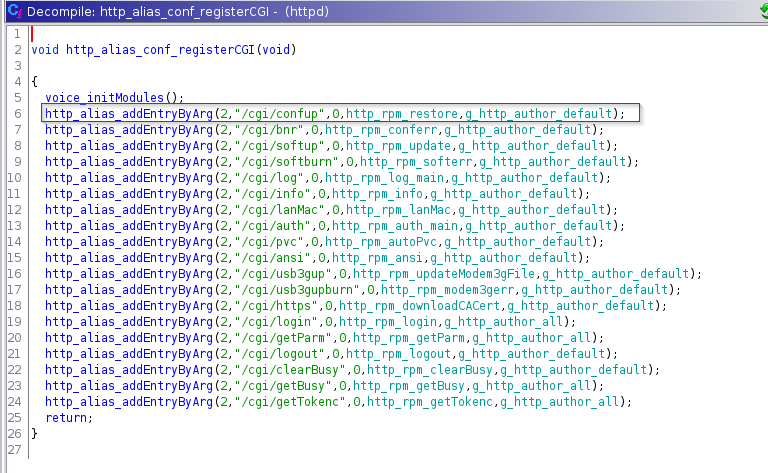 Decompile: http_alias_conf_registerCGI - (httpd)
1
2 void http_alias_conf_registerCGI(void)
3
4 {
5 voice_initModules();
6 http_alias_addEntryByArg(2,"/cgi/confup",0,http_rpm_restore,g_http_author_default);
7 http_alias_addEntryByArg(2,"/cgi/bnr",0,http_rpm_conferr,g_http_author_default);
8 http_alias_addEntryByArg(2,"/cgi/softup",0,http_rpm_update,g_http_author_default);
9 http_alias_addEntryByArg(2,"/cgi/softburn",0,http_rpm_softerr,g_http_author_default);
10 http_alias_addEntryByArg(2,"/cgi/log",0,http_rpm_log_main,g_http_author_default);
11 http_alias_addEntryByArg(2,"/cgi/info",0,http_rpm_info,g_http_author_default);
12 http_alias_addEntryByArg(2,"/cgi/lanMac",0,http_rpm_lanMac,g_http_author_default);
13 http_alias_addEntryByArg(2,"/cgi/auth",0,http_rpm_auth_main,g_http_author_default);
14 http_alias_addEntryByArg(2,"/cgi/pvc",0,http_rpm_autoPvc,g_http_author_default);
15 http_alias_addEntryByArg(2,"/cgi/ansi",0,http_rpm_ansi,g_http_author_default);
16 http_alias_addEntryByArg(2,"/cgi/usb3gup",0,http_rpm_updateModem3gFile,g_http_author_default);
17 http_alias_addEntryByArg(2,"/cgi/usb3gupburn",0,http_rpm_modem3gerr,g_http_author_default);
18 http_alias_addEntryByArg(2,"/cgi/https",0,http_rpm_downloadCACert,g_http_author_default);
19 http_alias_addEntryByArg(2,"/cgi/login",0,http_rpm_login,g_http_author_all);
20 http_alias_addEntryByArg(2,"/cgi/getParm",0,http_rpm_getParm,g_http_author_all);
21 http_alias_addEntryByArg(2,"/cgi/logout",0,http_rpm_logout,g_http_author_default);
22 http_alias_addEntryByArg(2,"/cgi/clearBusy",0,http_rpm_clearBusy,g_http_author_default);
23 http_alias_addEntryByArg(2,"/cgi/getBusy",0,http_rpm_getBusy,g_http_author_all);
24 http_alias_addEntryByArg(2,"/cgi/getTokenc",0,http_rpm_getTokenc,g_http_author_all);
25 return;
26 }
27